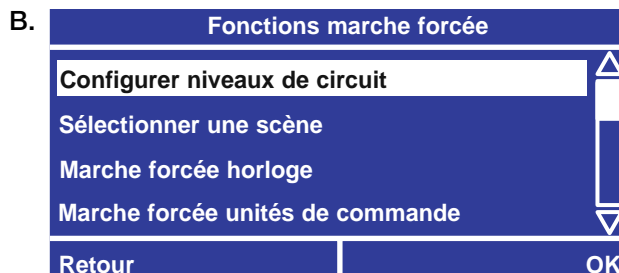 B.
Fonctions marche forcée
Configurer niveaux de circuit
Sélectionner une scène
Marche forcée horloge
Marche forcée unités de commande
Retour OK